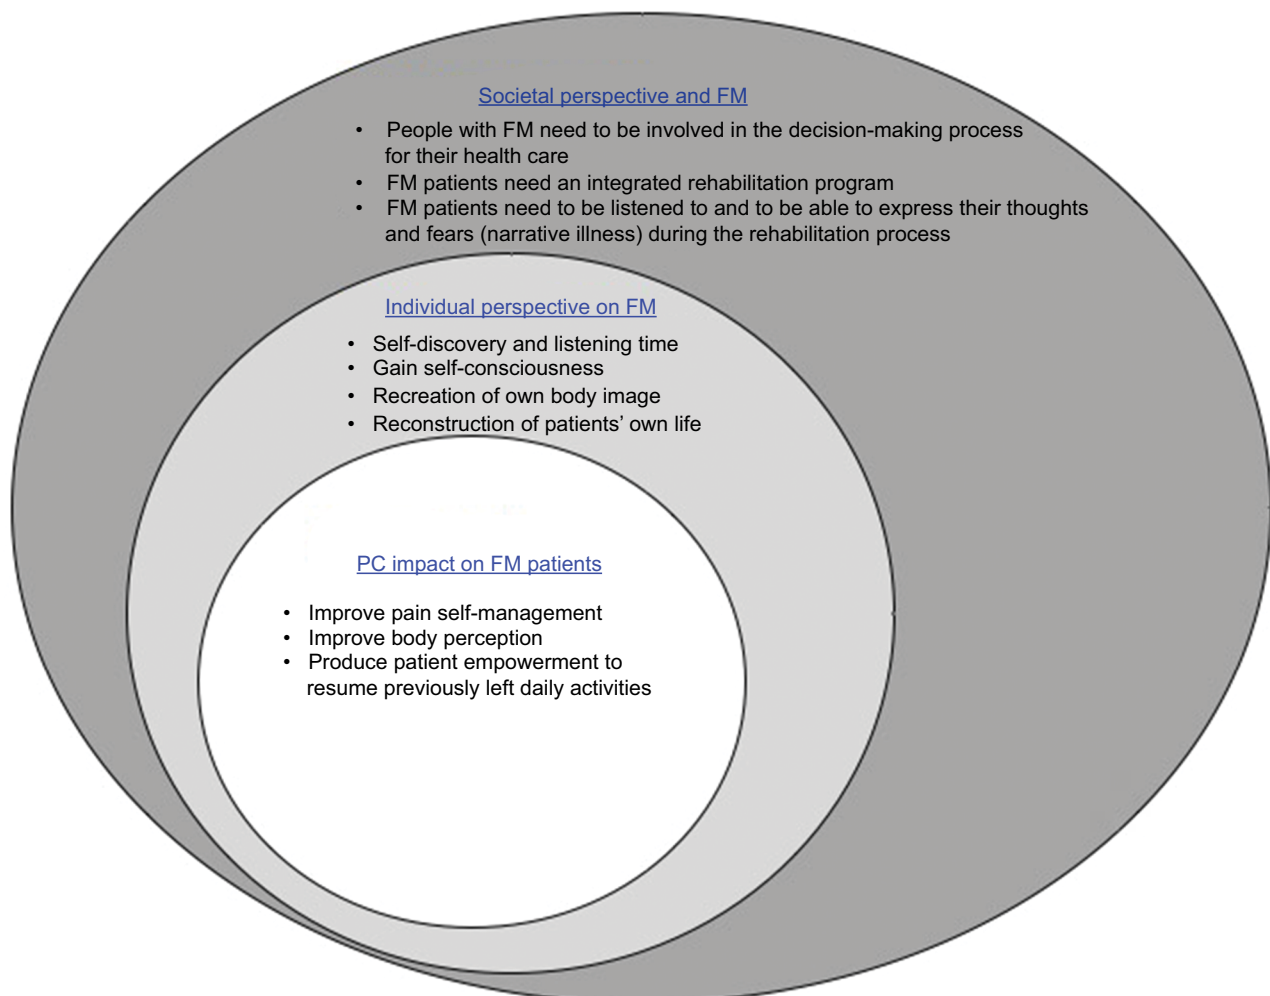 Societal perspective and FM
• People with FM need to be involved in the decision-making process
for their health care
• FM patients need an integrated rehabilitation program
• FM patients need to be listened to and to be able to express their thoughts
and fears (narrative illness) during the rehabilitation process
Individual perspective on FM
• Self-discovery and listening time
• Gain self-consciousness
• Recreation of own body image
• Reconstruction of patients’ own life
PC impact on FM patients
• Improve pain self-management
• Improve body perception
• Produce patient empowerment to
resume previously left daily activities